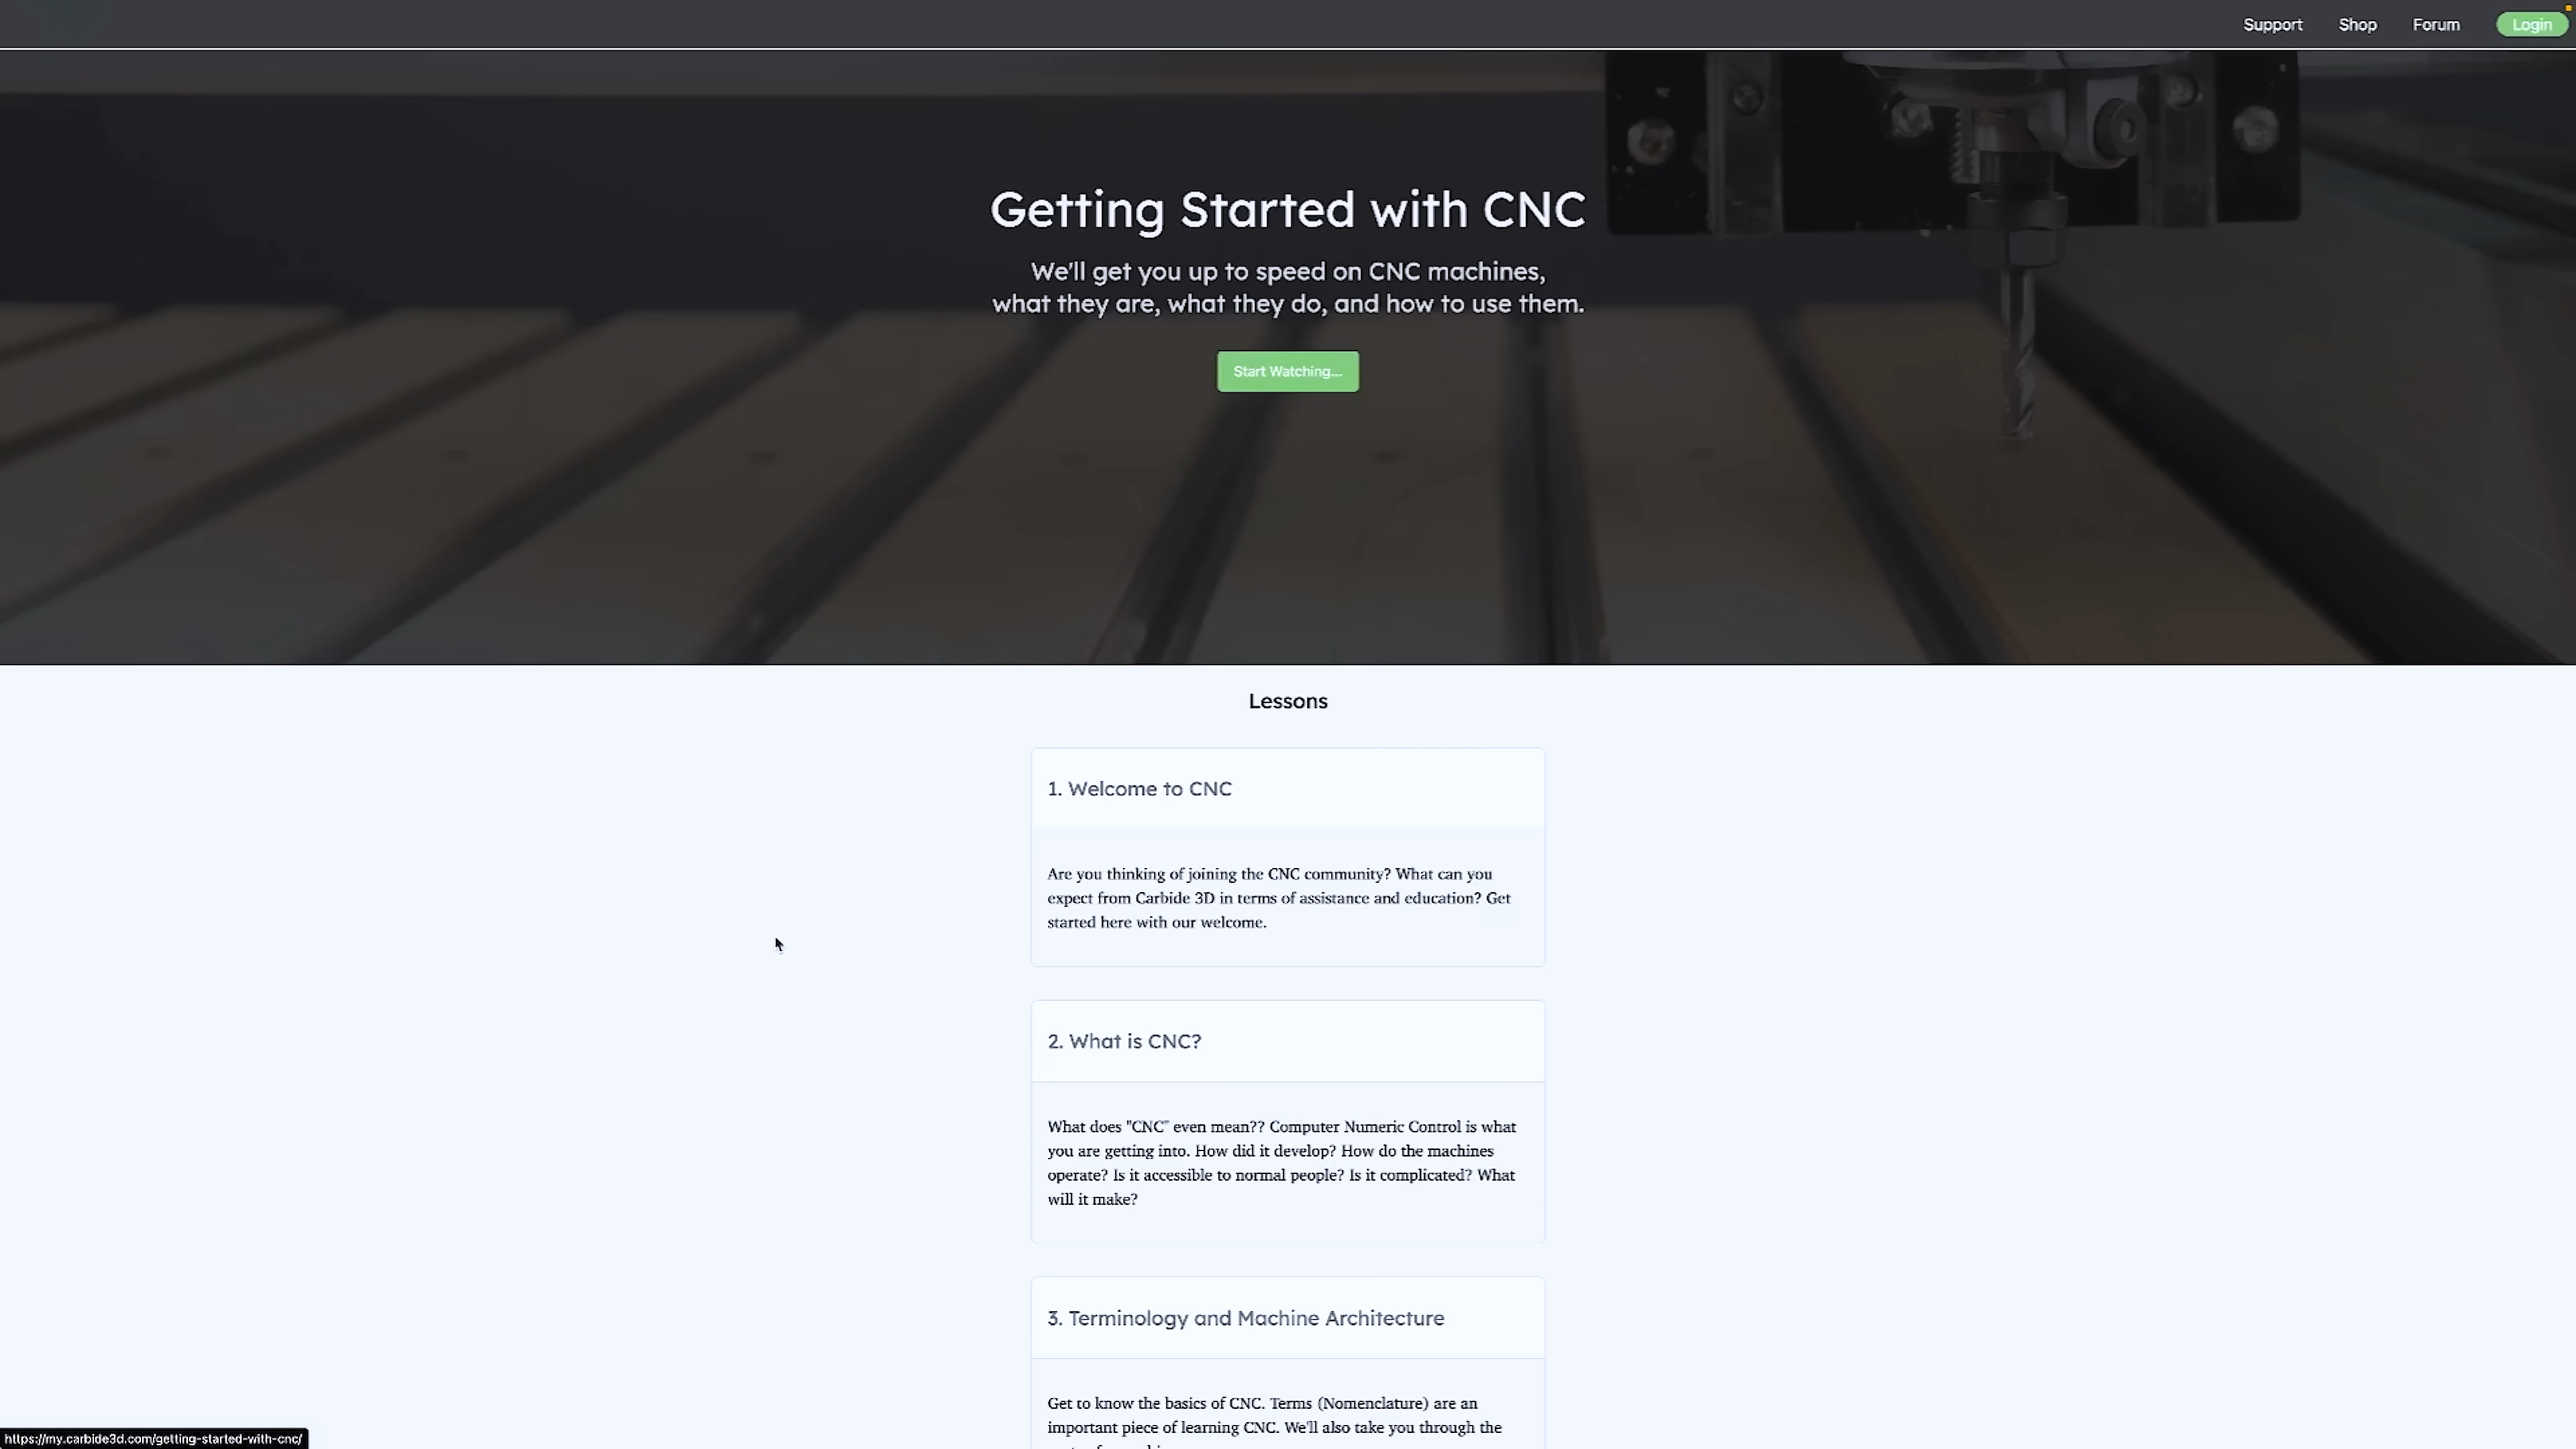 Support Shop Forum Login
Getting Started with CNC
We'll get you up to speed on CNC machines,
what they are, what they do, and how to use them.
Start Watching...
Lessons
1. Welcome to CNC
Are you thinking of joining the CNC community? What can you
expect from Carbide 3D in terms of assistance and education? Get
started here with our welcome.
2. What is CNC?
What does "CNC" even mean?? Computer Numeric Control is what
you are getting into. How did it develop? How do the machines
operate? Is it accessible to normal people? Is it complicated? What
will it make?
3. Terminology and Machine Architecture
Get to know the basics of CNC. Terms (Nomenclature) are an
important piece of learning CNC. We'll also take you through the
https://my.carbide3d.com/getting-started-with-cnc/